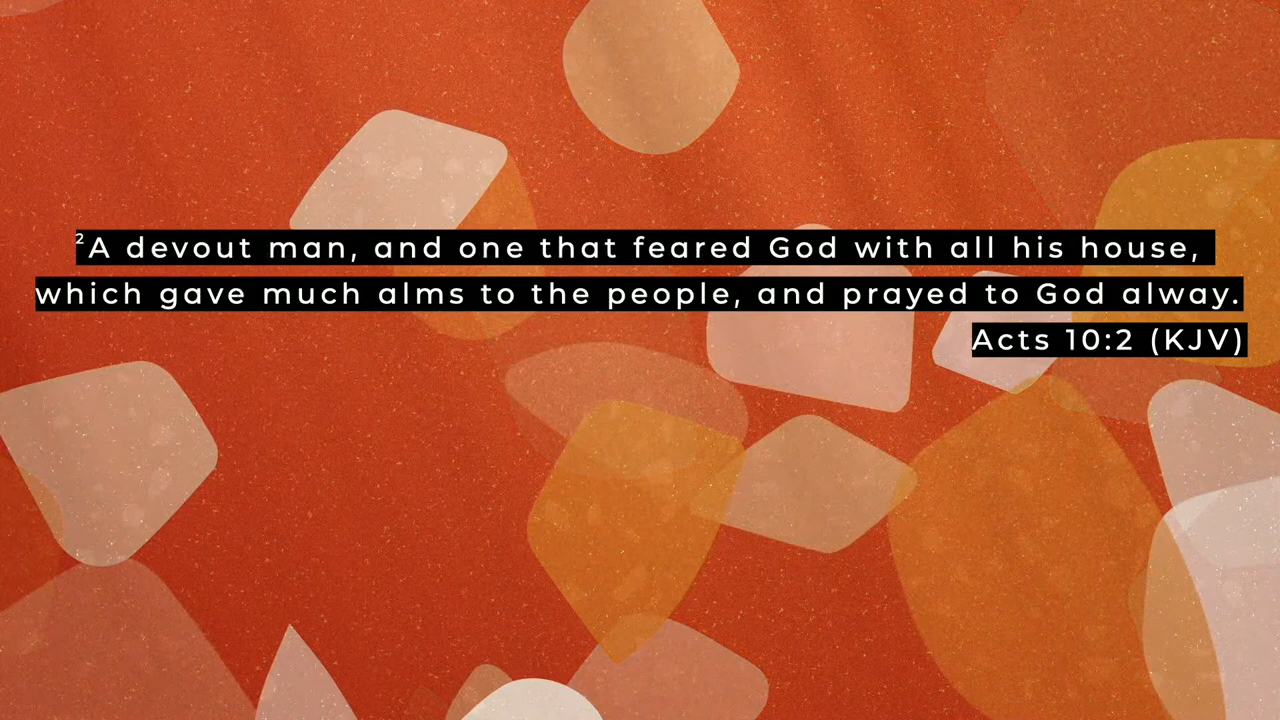 ²A devout man, and one that feared God with all his house,
which gave much alms to the people, and prayed to God alway.
Acts 10:2 (KJV)